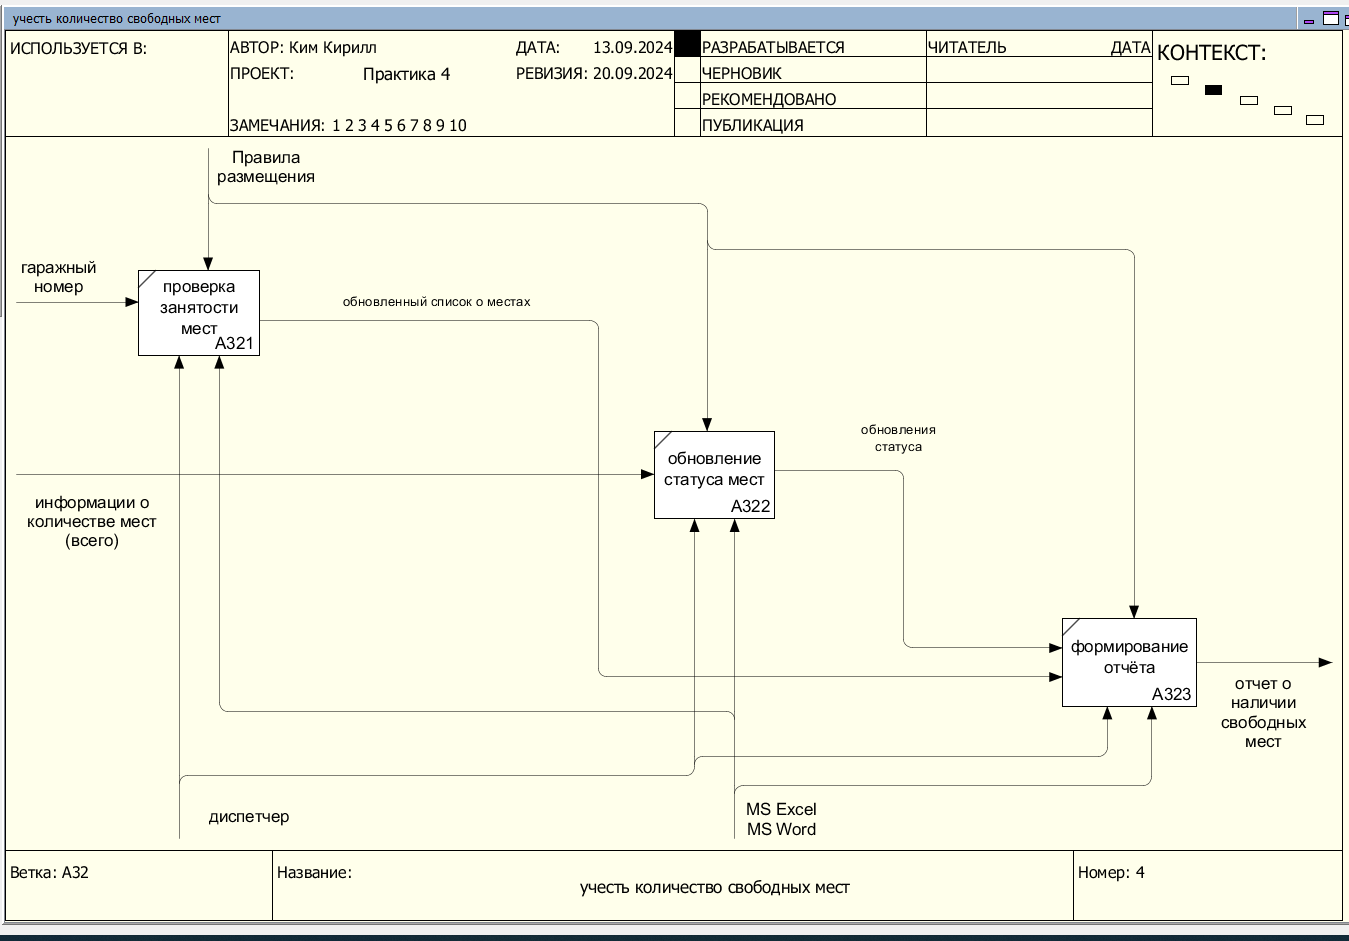 учесть количество свободных мест
ИСПОЛЬЗУЕТСЯ В:
АВТОР: Ким Кирилл
ДАТА: 13.09.2024
ПРОЕКТ: Практика 4
РЕВИЗИЯ: 20.09.2024
ЗАМЕЧАНИЯ: 1 2 3 4 5 6 7 8 9 10
РАЗРАБАТЫВАЕТСЯ
ЧЕРНОВИК
РЕКОМЕНДОВАНО
ПУБЛИКАЦИЯ
ЧИТАТЕЛЬ
ДАТА
КОНТЕКСТ:
Правила
размещения
гаражный
номер
проверка
занятости
мест
A321
обновленный список о местах
обновления
статуса
обновление
статуса мест
A322
информации о
количестве мест
(всего)
формирование
отчёта
A323
отчет о
наличии
свободных
мест
диспетчер
MS Excel
MS Word
Ветка: A32
Название:
учесть количество свободных мест
Номер: 4